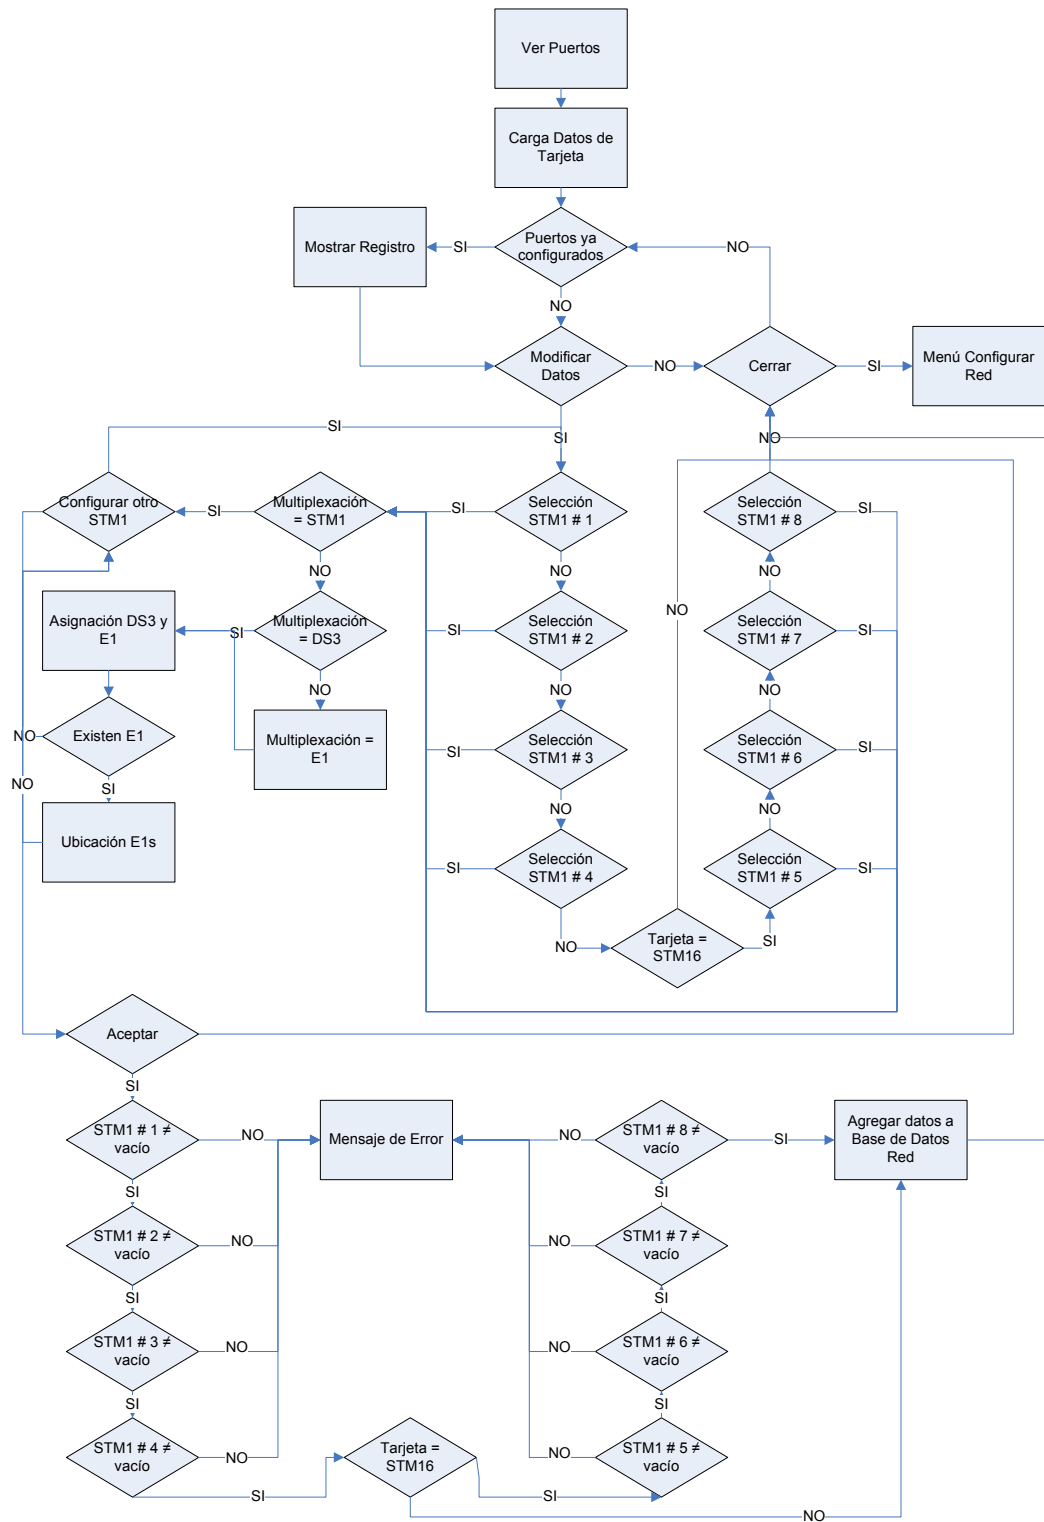 Ver Puertos
Carga Datos de
Tarjeta
Mostrar Registro
SI
Puertos ya
configurados
NO
NO
Modificar
Datos
NO
Cerrar
SI
Menú Configurar
Red
SI
SI
NO
Configurar otro
STM1
SI
Multiplexación
= STM1
SI
Selección
STM1 # 1
Selección
STM1 # 8
SI
NO
NO
NO
NO
Asignación DS3 y
E1
SI
Multiplexación
= DS3
SI
Selección
STM1 # 2
Selección
STM1 # 7
SI
NO
NO
NO
NO
Existen E1
Multiplexación =
E1
SI
Selección
STM1 # 3
Selección
STM1 # 6
SI
NO
SI
NO
NO
Ubicación E1s
SI
Selección
STM1 # 4
Selección
STM1 # 5
SI
NO
Tarjeta =
STM16
SI
Aceptar
SI
STM1 # 1 ≠
vacío
NO
Mensaje de Error
NO
STM1 # 8 ≠
vacío
SI
Agregar datos a
Base de Datos
Red
SI
SI
STM1 # 2 ≠
vacío
NO
NO
STM1 # 7 ≠
vacío
SI
SI
STM1 # 3 ≠
vacío
NO
NO
STM1 # 6 ≠
vacío
SI
SI
STM1 # 4 ≠
vacío
NO
Tarjeta =
STM16
NO
STM1 # 5 ≠
vacío
SI
SI
NO